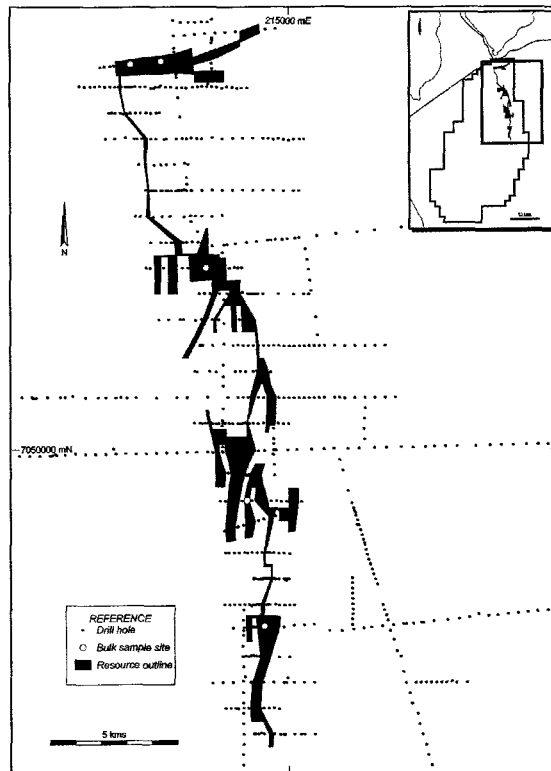 215000 mE
N
7050000 mN
REFERENCE
Drill hole
Bulk sample site
Resource outline
5 kms